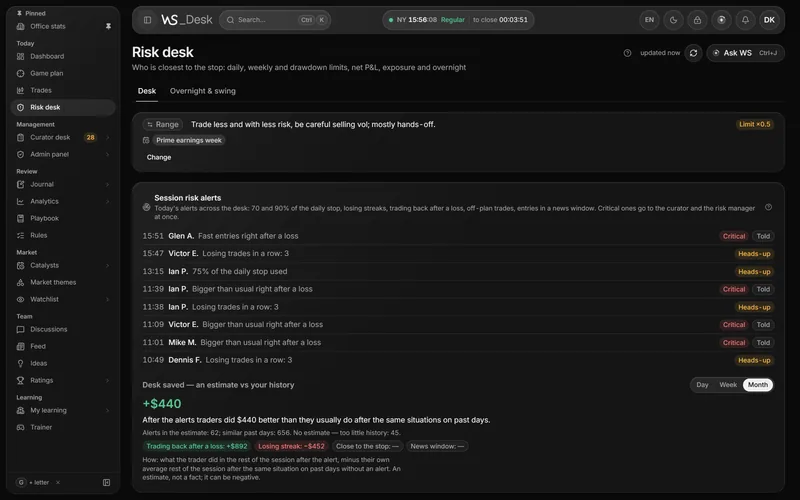 Pinned
Office stats
Today
Dashboard
Game plan
Trades
Risk desk
Management
Curator desk 28
Admin panel
Review
Journal
Analytics
Playbook
Rules
Market
Catalysts
Market themes
Watchlist
Team
Discussions
Feed
Ideas
Ratings
Learning
My learning
Trainer
G + letter ×
WS _Desk
Search... Ctrl K
NY 15:56:08 Regular to close 00:03:51
EN
DK
Risk desk
Who is closest to the stop: daily, weekly and drawdown limits, net P&L, exposure and overnight
updated now
Ask WS Ctrl+J
Desk Overnight & swing
Range Trade less and with less risk, be careful selling vol; mostly hands-off. Limit ×0.5
Prime earnings week
Change
Session risk alerts
Today's alerts across the desk: 70 and 90% of the daily stop, losing streaks, trading back after a loss, off-plan trades, entries in a news window. Critical ones go to the curator and the risk manager
at once.
15:51 Glen A. Fast entries right after a loss Critical Told
15:47 Victor E. Losing trades in a row: 3 Heads-up
13:15 Ian P. 75% of the daily stop used Heads-up
11:39 Ian P. Bigger than usual right after a loss Critical Told
11:38 Ian P. Losing trades in a row: 3 Heads-up
11:09 Victor E. Bigger than usual right after a loss Critical Told
11:01 Mike M. Bigger than usual right after a loss Critical Told
10:49 Dennis F. Losing trades in a row: 3 Heads-up
Desk saved — an estimate vs your history Day Week Month
+$440
After the alerts traders did $440 better than they usually do after the same situations on past days.
Alerts in the estimate: 62; similar past days: 656. No estimate — too little history: 45.
Trading back after a loss: +$892 Losing streak: −$452 Close to the stop: — News window: —
How: what the trader did in the rest of the session after the alert, minus their own
average rest of the session after the same situation on past days without an alert. An
estimate, not a fact; it can be negative.